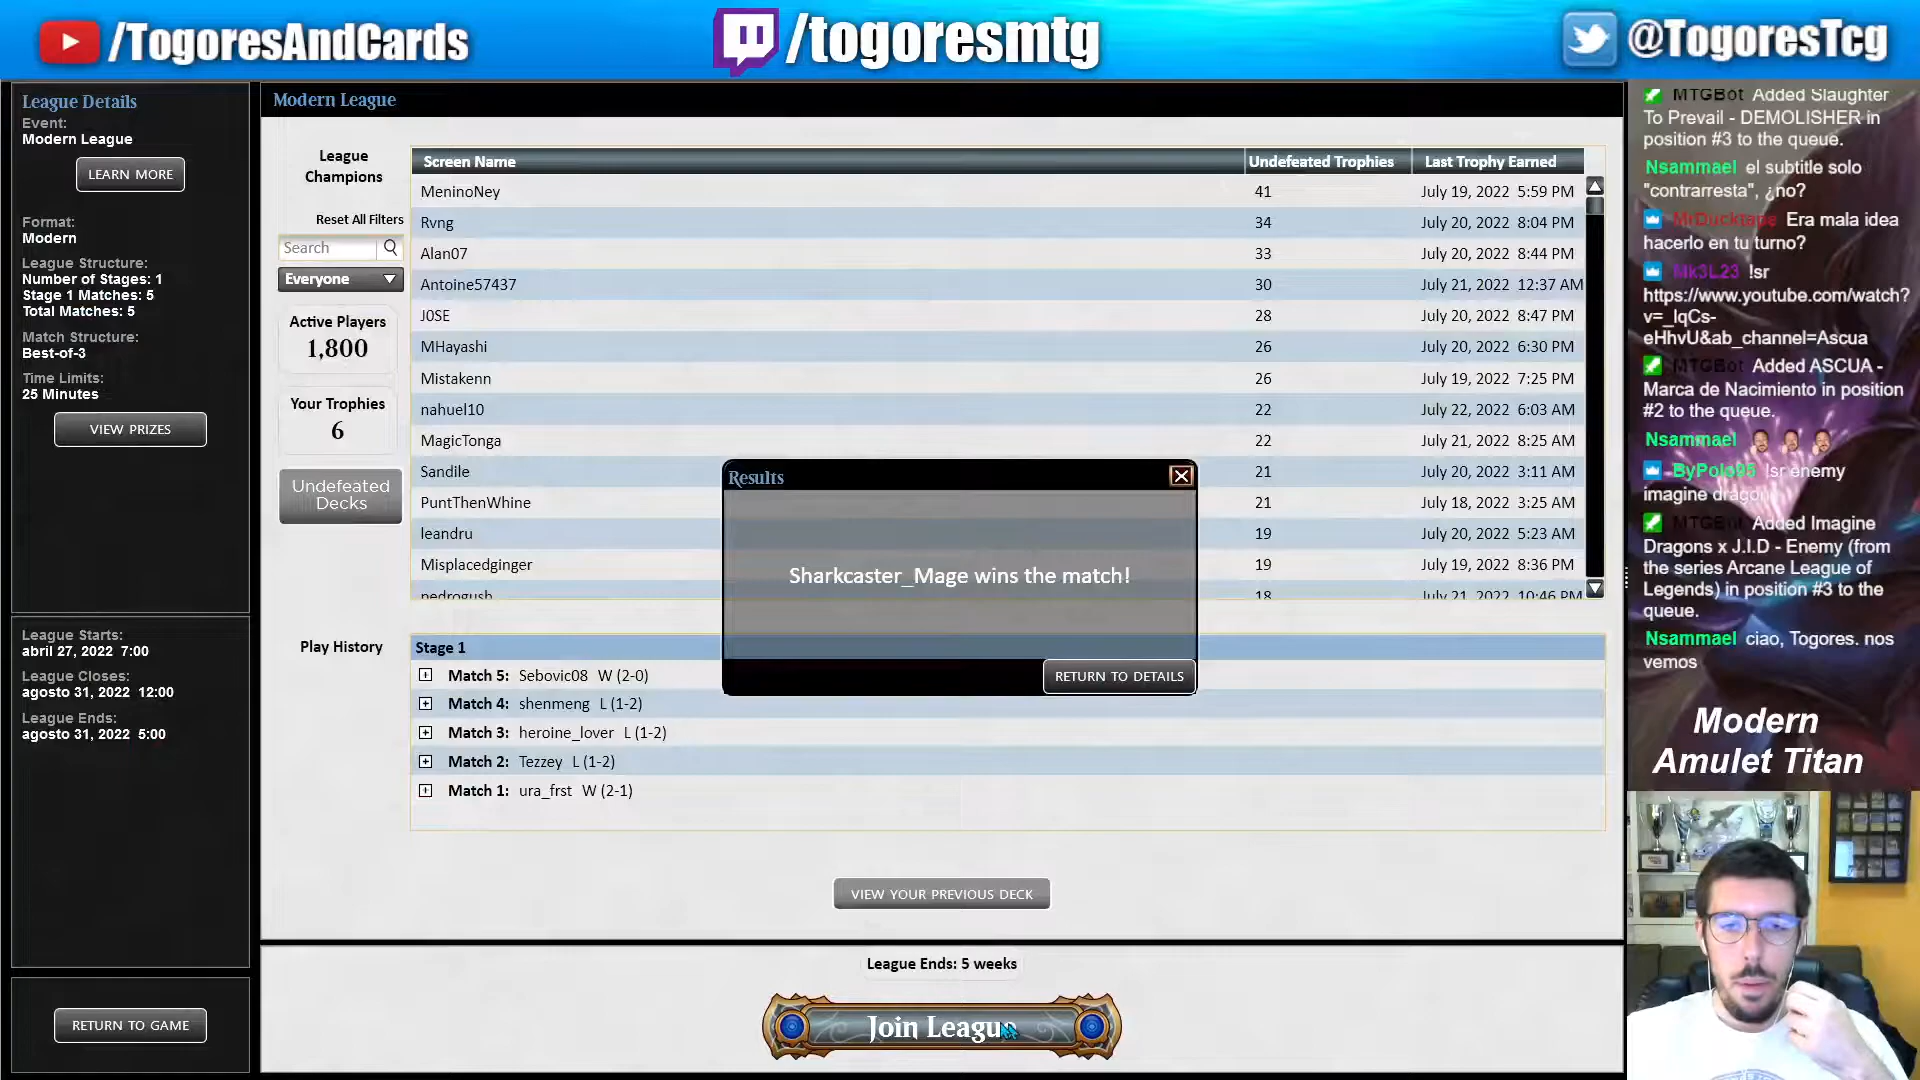 /TogoresAndCards
/togoresmtg
@TogoresTcg
League Details
Event:
Modern League
LEARN MORE
Format:
Modern
League Structure:
Number of Stages: 1
Stage 1 Matches: 5
Total Matches: 5
Match Structure:
Best-of-3
Time Limits:
25 Minutes
VIEW PRIZES
League Starts:
abril 27, 2022 7:00
League Closes:
agosto 31, 2022 12:00
League Ends:
agosto 31, 2022 5:00
RETURN TO GAME
Modern League
League
Champions
Reset All Filters
Search
Everyone
Active Players
1,800
Your Trophies
6
Undefeated
Decks
Screen Name Undefeated Trophies Last Trophy Earned
MeninoNey 41 July 19, 2022 5:59 PM
Rvng 34 July 20, 2022 8:04 PM
Alan07 33 July 20, 2022 8:44 PM
Antoine57437 30 July 21, 2022 12:37 AM
J0SE 28 July 20, 2022 8:47 PM
MHayashi 26 July 20, 2022 6:30 PM
Mistakenn 26 July 19, 2022 7:25 PM
nahuel10 22 July 22, 2022 6:03 AM
MagicTonga 22 July 21, 2022 8:25 AM
Sandile 21 July 20, 2022 3:11 AM
PuntThenWhine 21 July 18, 2022 3:25 AM
leandru 19 July 20, 2022 5:23 AM
Misplacedginger 19 July 19, 2022 8:36 PM
pedrogush 18 July 21, 2022 10:46 PM
Results
Sharkcaster_Mage wins the match!
RETURN TO DETAILS
Play History
Stage 1
Match 5: Sebovic08 W (2-0)
Match 4: shenmeng L (1-2)
Match 3: heroine_lover L (1-2)
Match 2: Tezzey L (1-2)
Match 1: ura_frst W (2-1)
VIEW YOUR PREVIOUS DECK
League Ends: 5 weeks
Join League
MTGBot Added Slaughter
To Prevail - DEMOLISHER in
position #3 to the queue.
Nsammael el subtitle solo
"contrarresta", ¿no?
MrDucktape Era mala idea
hacerlo en tu turno?
Mk3L23 !sr
https://www.youtube.com/watch?
v=_lqCs-
eHhvU&ab_channel=Ascua
MTGBot Added ASCUA -
Marca de Nacimiento in position
#2 to the queue.
Nsammael
ByPolo95 !sr enemy
imagine dragon
MTGBot Added Imagine
Dragons x J.I.D - Enemy (from
the series Arcane League of
Legends) in position #3 to the
queue.
Nsammael ciao, Togores. nos
vemos
Modern
Amulet Titan